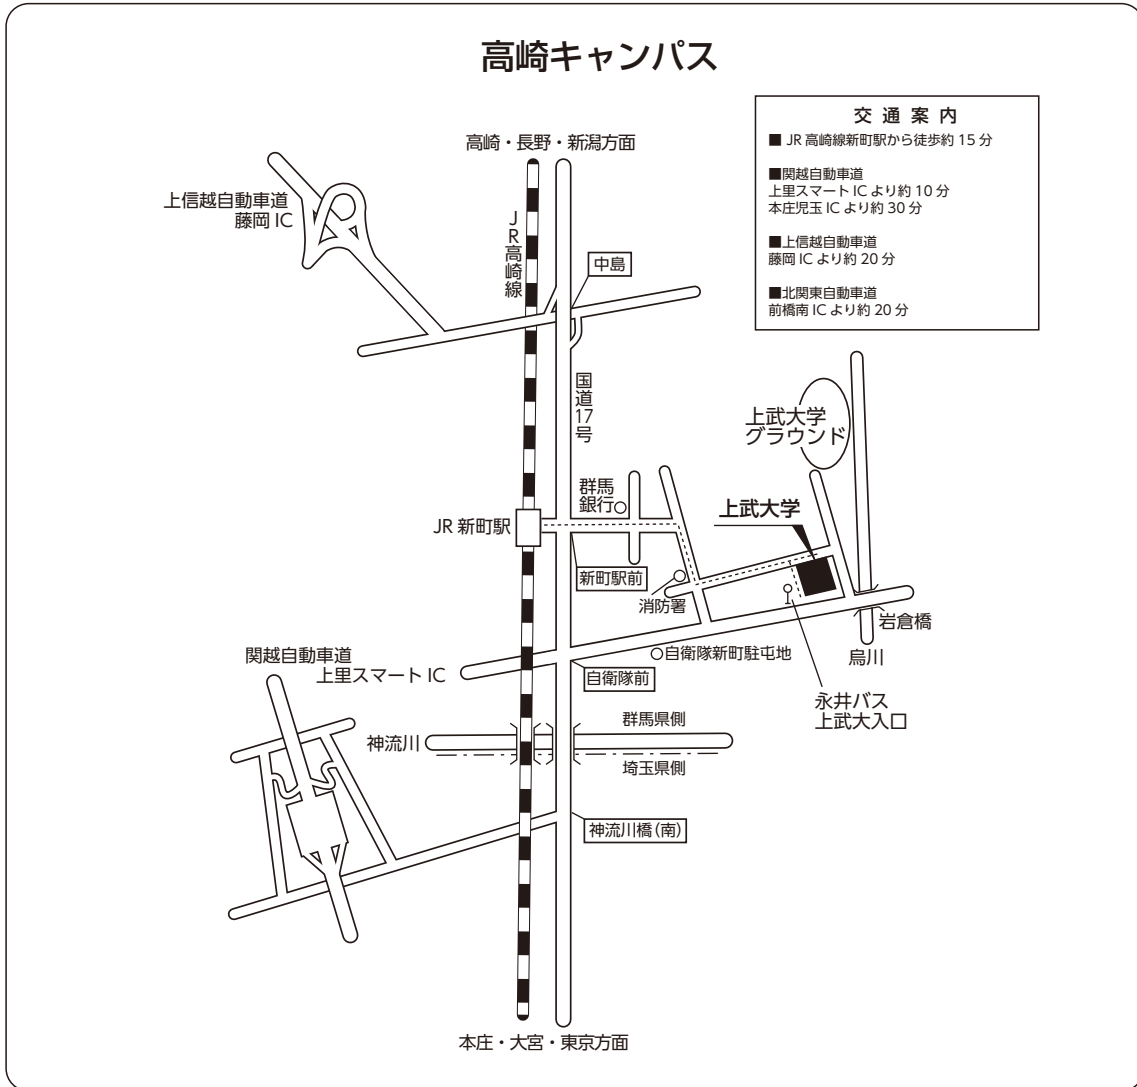 高崎キャンパス
交通案内
■ JR 高崎線新町駅から徒歩約 15 分
■関越自動車道
上里スマート IC より約 10 分
本庄児玉 IC より約 30 分
■上信越自動車道
藤岡 IC より約 20 分
■北関東自動車道
前橋南 IC より約 20 分
高崎・長野・新潟方面
上信越自動車道
藤岡 IC
JR高崎線
中島
国道17号
上武大学
グラウンド
群馬
銀行
上武大学
JR 新町駅
新町駅前
消防署
岩倉橋
烏川
自衛隊新町駐屯地
関越自動車道
上里スマート IC
自衛隊前
永井バス
上武大入口
群馬県側
神流川
埼玉県側
神流川橋(南)
本庄・大宮・東京方面